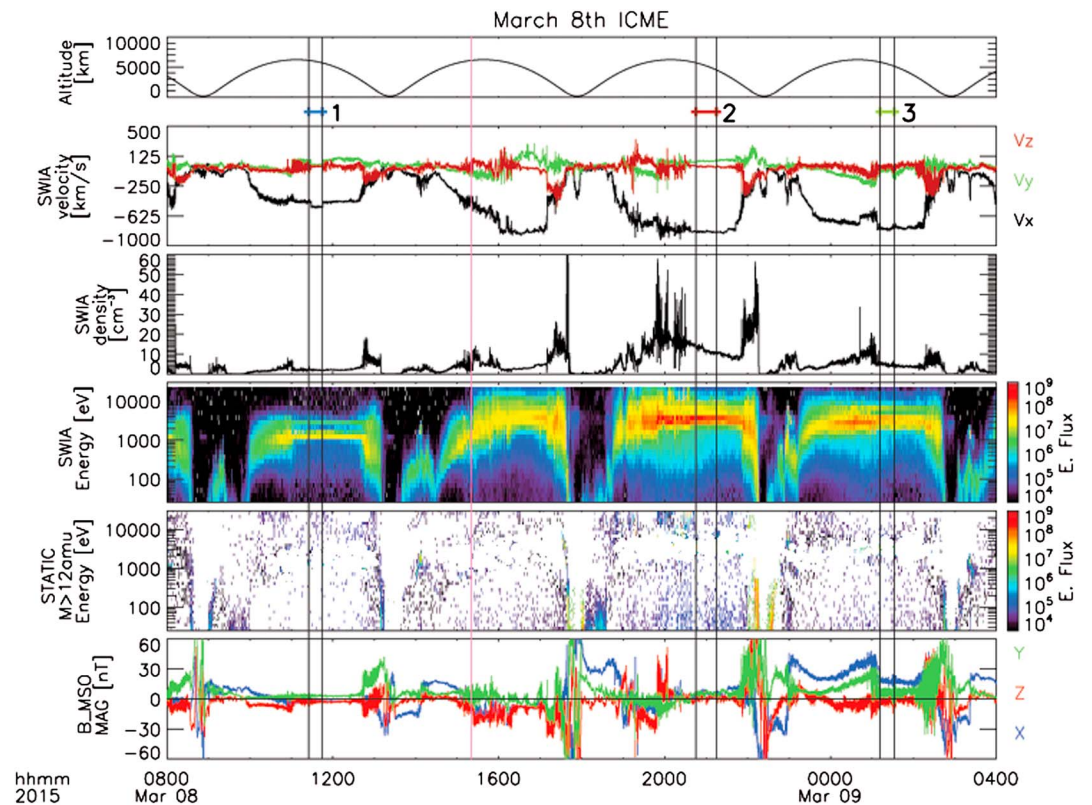 March 8th ICME
Altitude
[km]
10000
5000
0
1
2
3
SWIA
velocity
[km/s]
500
125
-250
-625
-1000
Vz
Vy
Vx
SWIA
density
[cm⁻³]
60
50
40
30
20
10
0
SWIA
Energy [eV]
10000
1000
100
10⁹
10⁸
10⁷
10⁶
10⁵
10⁴
E. Flux
STATIC
M>12amu
Energy [eV]
10000
1000
100
10⁹
10⁸
10⁷
10⁶
10⁵
10⁴
E. Flux
B_MSO
MAG [nT]
60
30
0
-30
-60
Y
Z
X
hhmm
2015
0800
Mar 08
1200
1600
2000
0000
Mar 09
0400